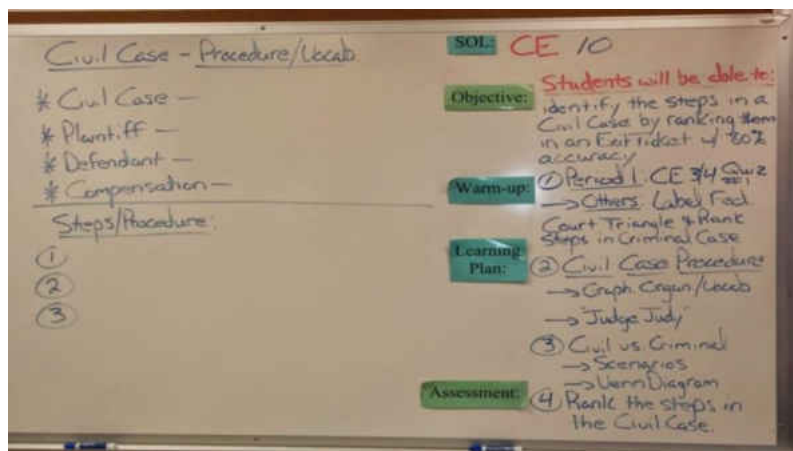 Civil Case - Procedure/Vocab
* Civil Case -
* Plaintiff -
* Defendant -
* Compensation -
Steps/Procedure:
①
②
③
SOL: CE 10
Students will be able to:
Objective: identify the steps in a
Civil Case by ranking them
in an Exit Ticket w/ 80%
accuracy
Warm-up: ① Period 1. CE 3/4 Quiz
→ Others. Label Fed
Court Triangle & Rank
Steps in Criminal Case
Learning
Plan: ② Civil Case Procedure
→ Graph. Organ/Vocab
→ "Judge Judy"
③ Civil vs. Criminal
→ Scenarios
→ Venn Diagram
Assessment: ④ Rank the steps in
the Civil Case.